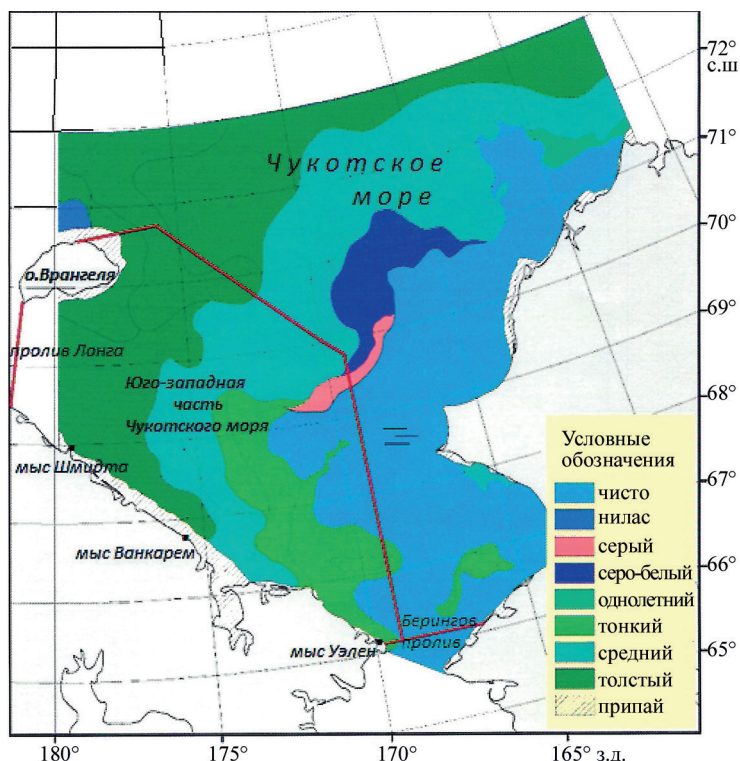 72°
с.ш
71°
70°
69°
68°
67°
66°
65°
Чукотское
море
о.Врангеля
пролив Лонга
Юго-западная
часть
Чукотского моря
мыс Шмидта
мыс Ванкарем
мыс Уэлен
Берингов
пролив
Условные
обозначения
чисто
нилас
серый
серо-белый
однолетний
тонкий
средний
толстый
припай
180°
175°
170°
165° з.д.